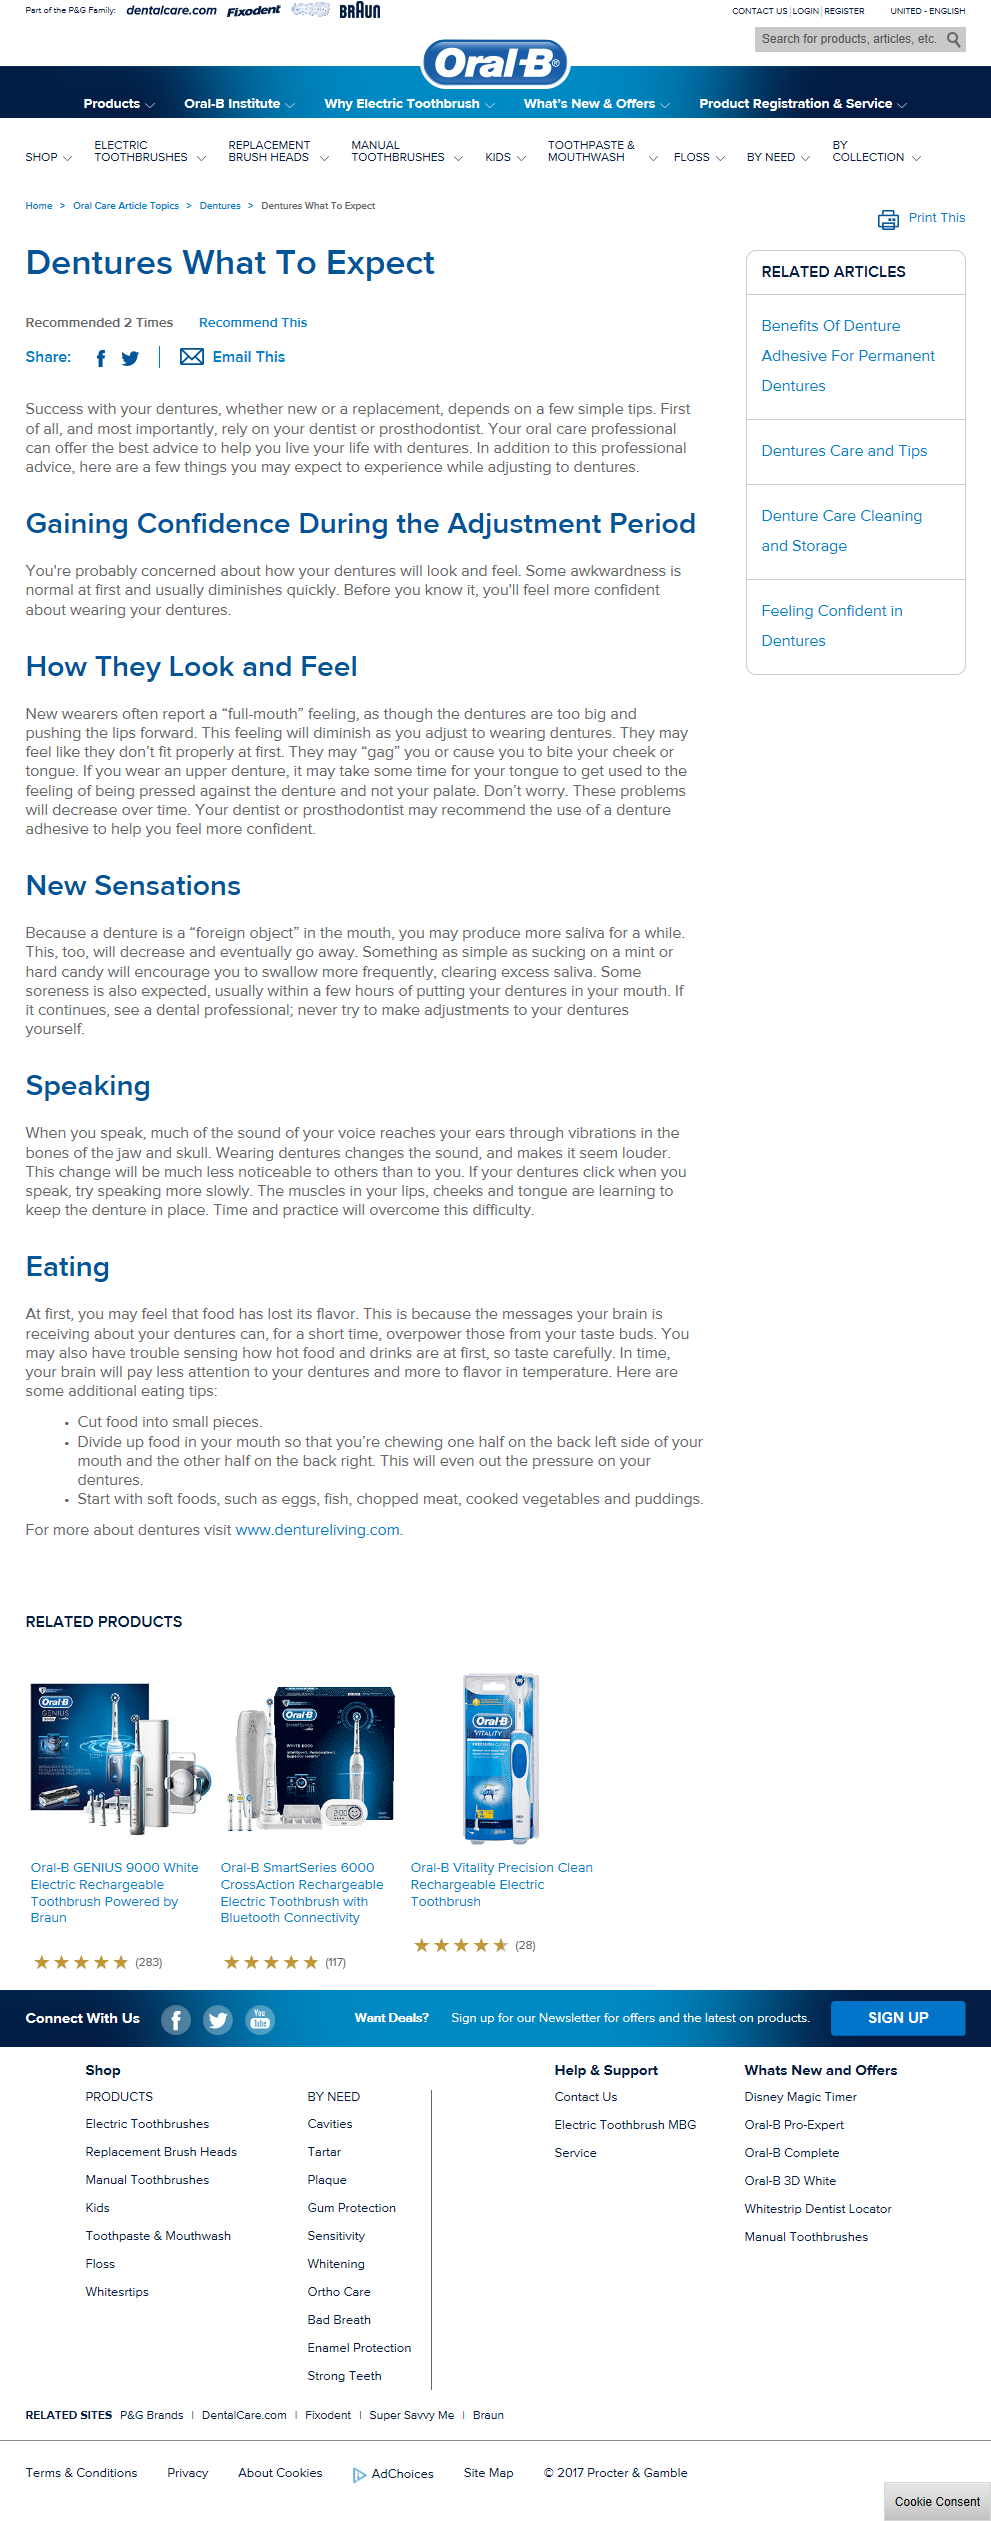 Part of the P&G Family: dentalcare.com Fixodent BRAUN
CONTACT US | LOGIN | REGISTER UNITED - ENGLISH
Search for products, articles, etc.
Oral-B®
Products Oral-B Institute Why Electric Toothbrush What's New & Offers Product Registration & Service
SHOP ELECTRIC TOOTHBRUSHES REPLACEMENT BRUSH HEADS MANUAL TOOTHBRUSHES KIDS TOOTHPASTE & MOUTHWASH FLOSS BY NEED BY COLLECTION
Home > Oral Care Article Topics > Dentures > Dentures What To Expect
Print This
Dentures What To Expect
Recommended 2 Times Recommend This
Share: Email This
Success with your dentures, whether new or a replacement, depends on a few simple tips. First
of all, and most importantly, rely on your dentist or prosthodontist. Your oral care professional
can offer the best advice to help you live your life with dentures. In addition to this professional
advice, here are a few things you may expect to experience while adjusting to dentures.
Gaining Confidence During the Adjustment Period
You're probably concerned about how your dentures will look and feel. Some awkwardness is
normal at first and usually diminishes quickly. Before you know it, you'll feel more confident
about wearing your dentures.
How They Look and Feel
New wearers often report a “full-mouth” feeling, as though the dentures are too big and
pushing the lips forward. This feeling will diminish as you adjust to wearing dentures. They may
feel like they don’t fit properly at first. They may “gag” you or cause you to bite your cheek or
tongue. If you wear an upper denture, it may take some time for your tongue to get used to the
feeling of being pressed against the denture and not your palate. Don’t worry. These problems
will decrease over time. Your dentist or prosthodontist may recommend the use of a denture
adhesive to help you feel more confident.
New Sensations
Because a denture is a “foreign object” in the mouth, you may produce more saliva for a while.
This, too, will decrease and eventually go away. Something as simple as sucking on a mint or
hard candy will encourage you to swallow more frequently, clearing excess saliva. Some
soreness is also expected, usually within a few hours of putting your dentures in your mouth. If
it continues, see a dental professional; never try to make adjustments to your dentures
yourself.
Speaking
When you speak, much of the sound of your voice reaches your ears through vibrations in the
bones of the jaw and skull. Wearing dentures changes the sound, and makes it seem louder.
This change will be much less noticeable to others than to you. If your dentures click when you
speak, try speaking more slowly. The muscles in your lips, cheeks and tongue are learning to
keep the denture in place. Time and practice will overcome this difficulty.
Eating
At first, you may feel that food has lost its flavor. This is because the messages your brain is
receiving about your dentures can, for a short time, overpower those from your taste buds. You
may also have trouble sensing how hot food and drinks are at first, so taste carefully. In time,
your brain will pay less attention to your dentures and more to flavor in temperature. Here are
some additional eating tips:
• Cut food into small pieces.
• Divide up food in your mouth so that you’re chewing one half on the back left side of your
mouth and the other half on the back right. This will even out the pressure on your
dentures.
• Start with soft foods, such as eggs, fish, chopped meat, cooked vegetables and puddings.
For more about dentures visit www.dentureliving.com.
RELATED ARTICLES
Benefits Of Denture
Adhesive For Permanent
Dentures
Dentures Care and Tips
Denture Care Cleaning
and Storage
Feeling Confident in
Dentures
RELATED PRODUCTS
Oral-B
GENIUS
Oral-B
Oral-B
VITALITY
PRECISION CLEAN
Oral-B GENIUS 9000 White
Electric Rechargeable
Toothbrush Powered by
Braun
(283)
Oral-B SmartSeries 6000
CrossAction Rechargeable
Electric Toothbrush with
Bluetooth Connectivity
(117)
Oral-B Vitality Precision Clean
Rechargeable Electric
Toothbrush
(28)
Connect With Us You Tube Want Deals? Sign up for our Newsletter for offers and the latest on products. SIGN UP
Shop
PRODUCTS
Electric Toothbrushes
Replacement Brush Heads
Manual Toothbrushes
Kids
Toothpaste & Mouthwash
Floss
Whitesrtips
BY NEED
Cavities
Tartar
Plaque
Gum Protection
Sensitivity
Whitening
Ortho Care
Bad Breath
Enamel Protection
Strong Teeth
Help & Support
Contact Us
Electric Toothbrush MBG
Service
Whats New and Offers
Disney Magic Timer
Oral-B Pro-Expert
Oral-B Complete
Oral-B 3D White
Whitestrip Dentist Locator
Manual Toothbrushes
RELATED SITES P&G Brands | DentalCare.com | Fixodent | Super Savvy Me | Braun
Terms & Conditions Privacy About Cookies AdChoices Site Map © 2017 Procter & Gamble
Cookie Consent